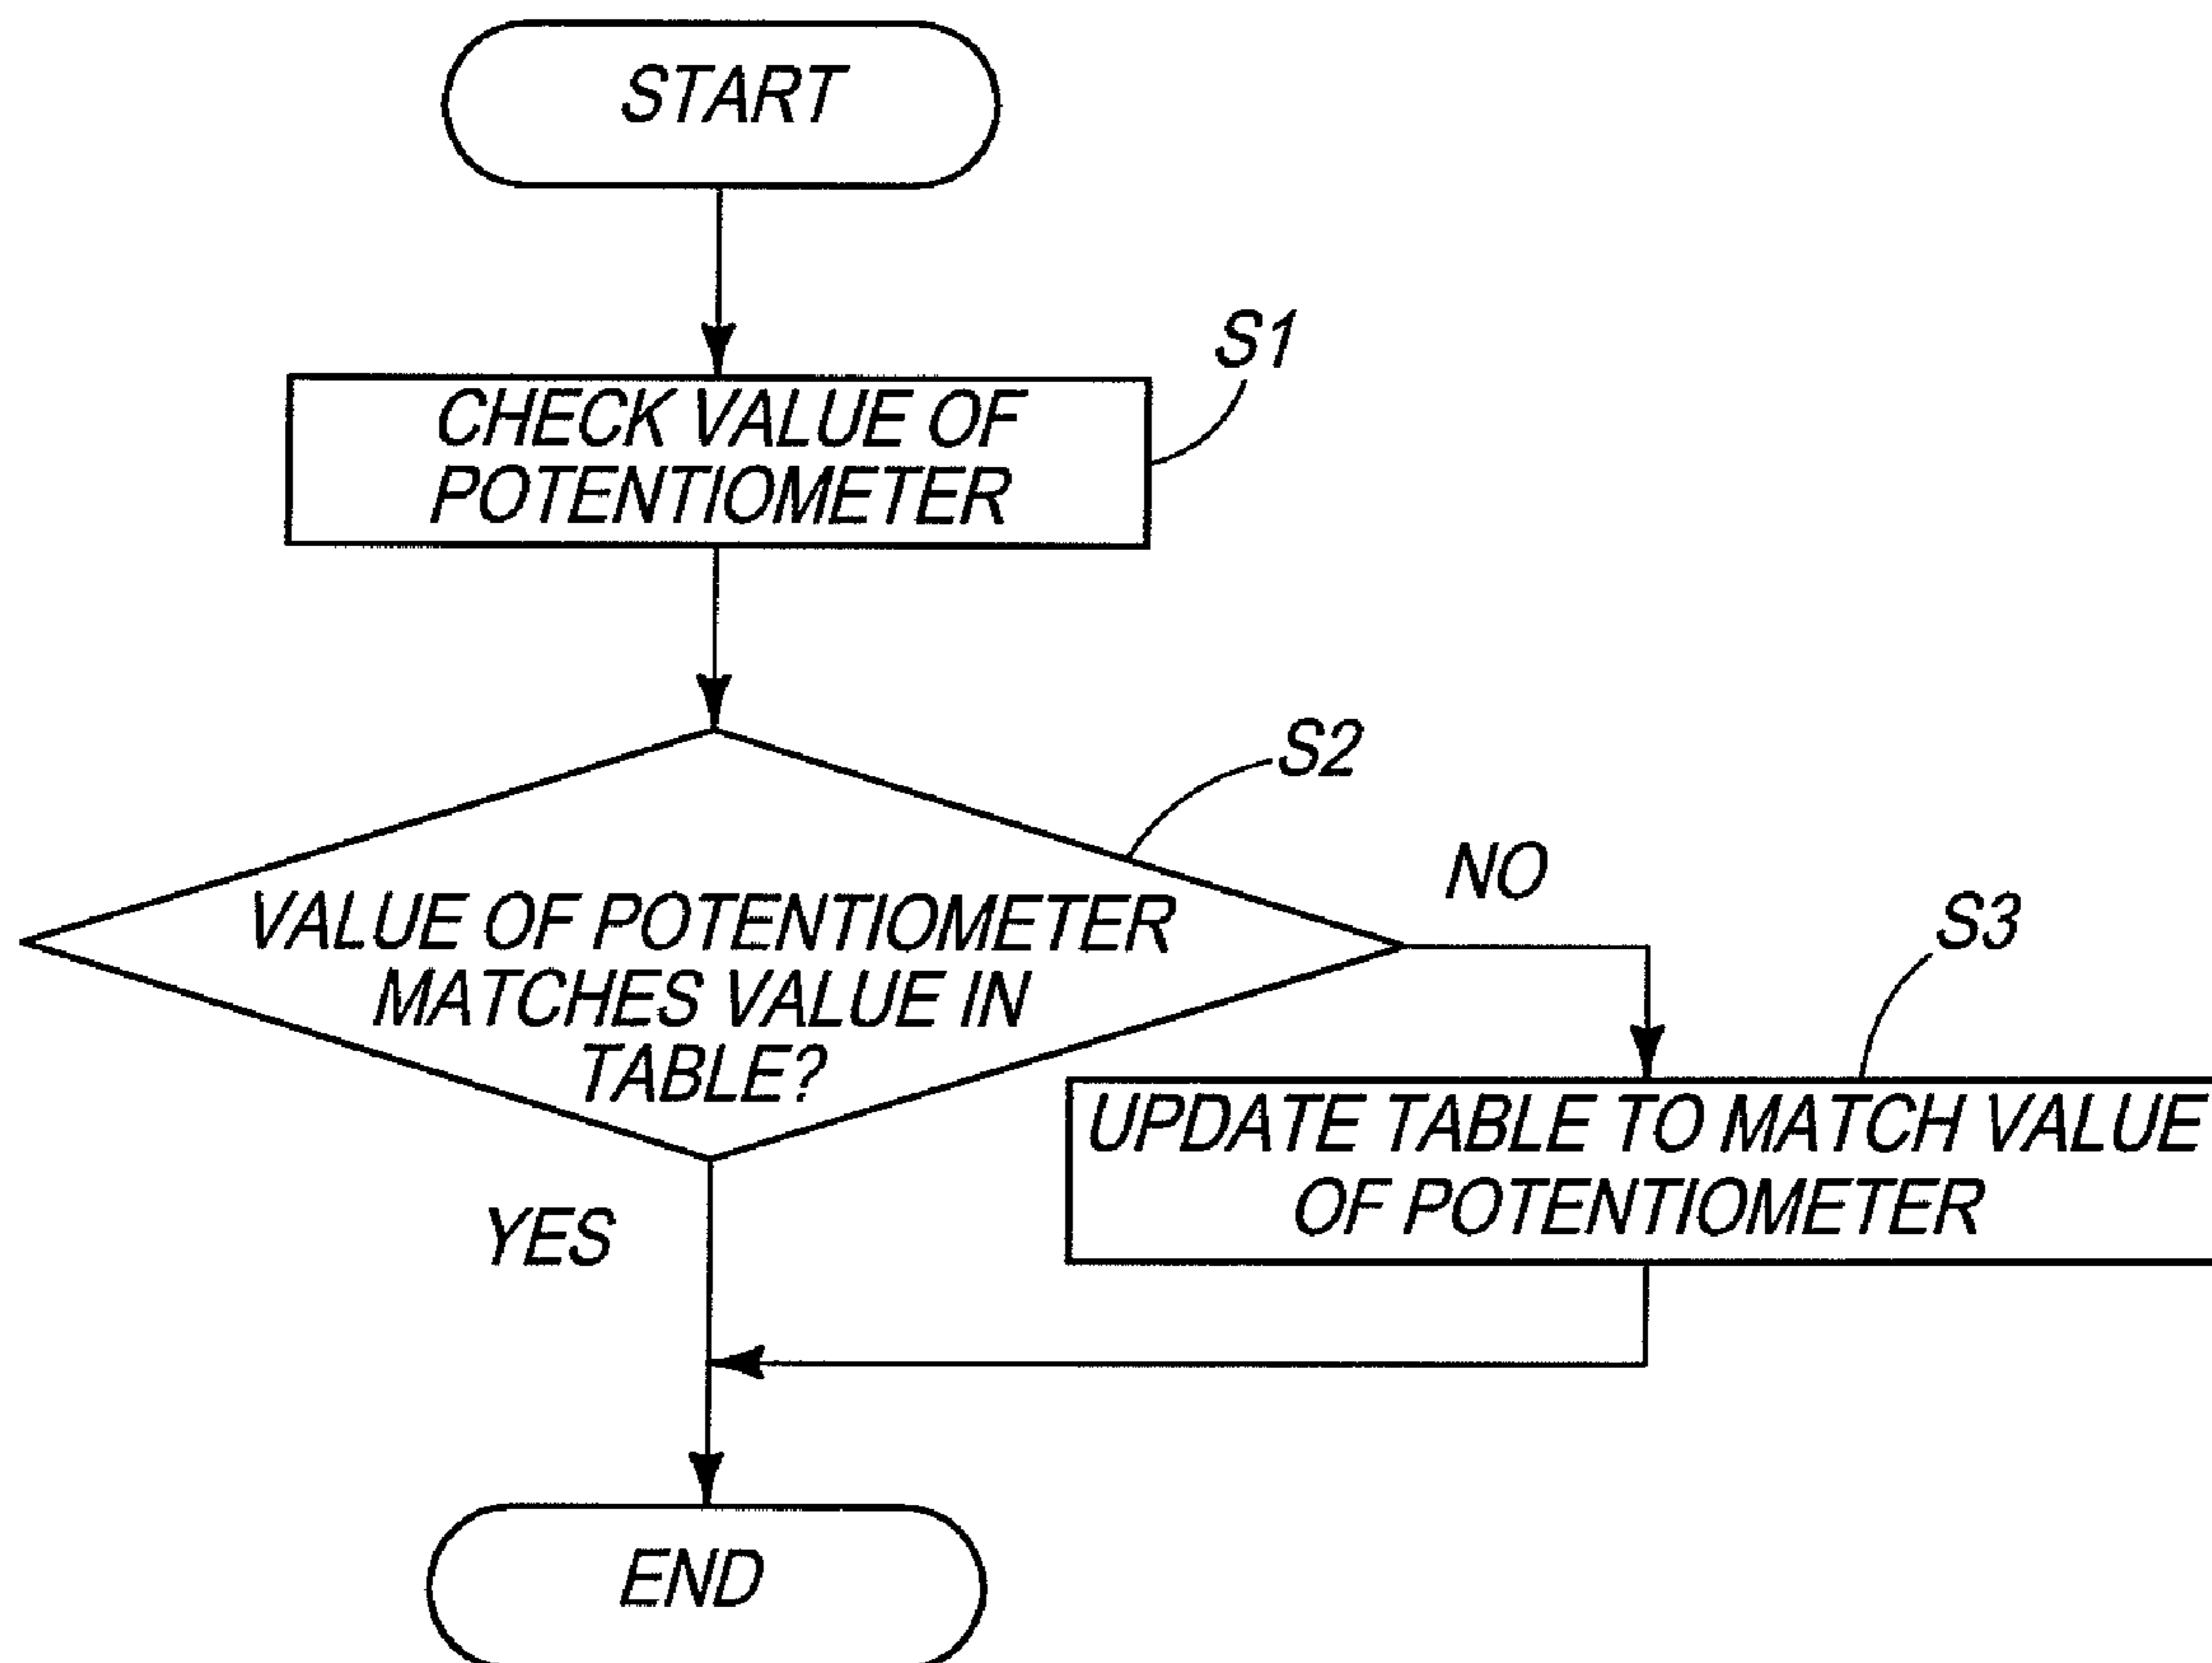 START
S1
CHECK VALUE OF
POTENTIOMETER
S2
NO
VALUE OF POTENTIOMETER
MATCHES VALUE IN
TABLE?
S3
UPDATE TABLE TO MATCH VALUE
OF POTENTIOMETER
YES
END